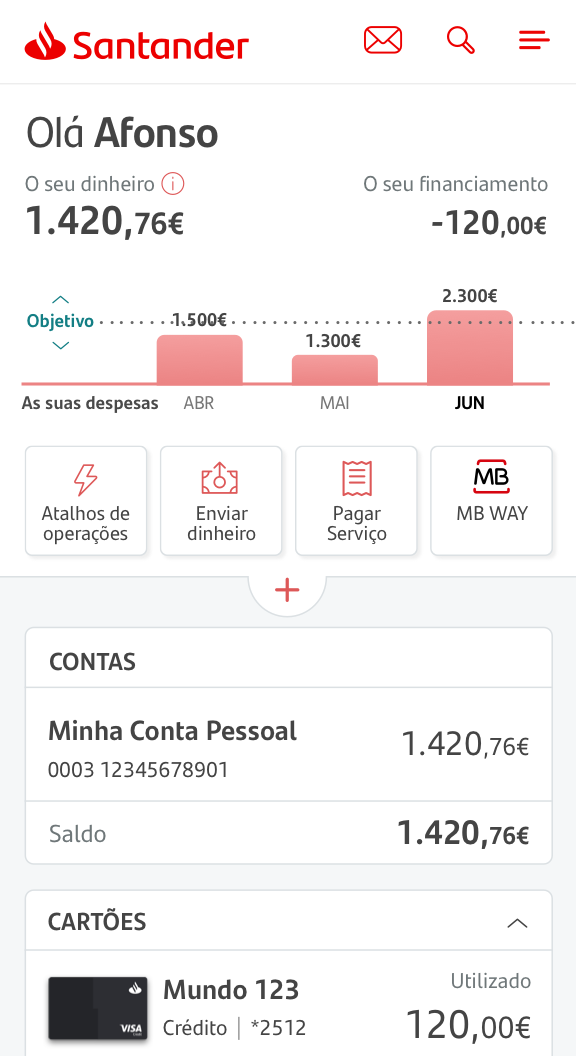 Santander
Olá Afonso
O seu dinheiro
O seu financiamento
1.420,76€
-120,00€
2.300€
Objetivo
1.500€
1.300€
As suas despesas
ABR
MAI
JUN
Atalhos de
operações
Enviar
dinheiro
Pagar
Serviço
MB
MB WAY
+
CONTAS
Minha Conta Pessoal
1.420,76€
0003 12345678901
Saldo
1.420,76€
CARTÕES
Mundo 123
Utilizado
VISA
Crédito | *2512
120,00€